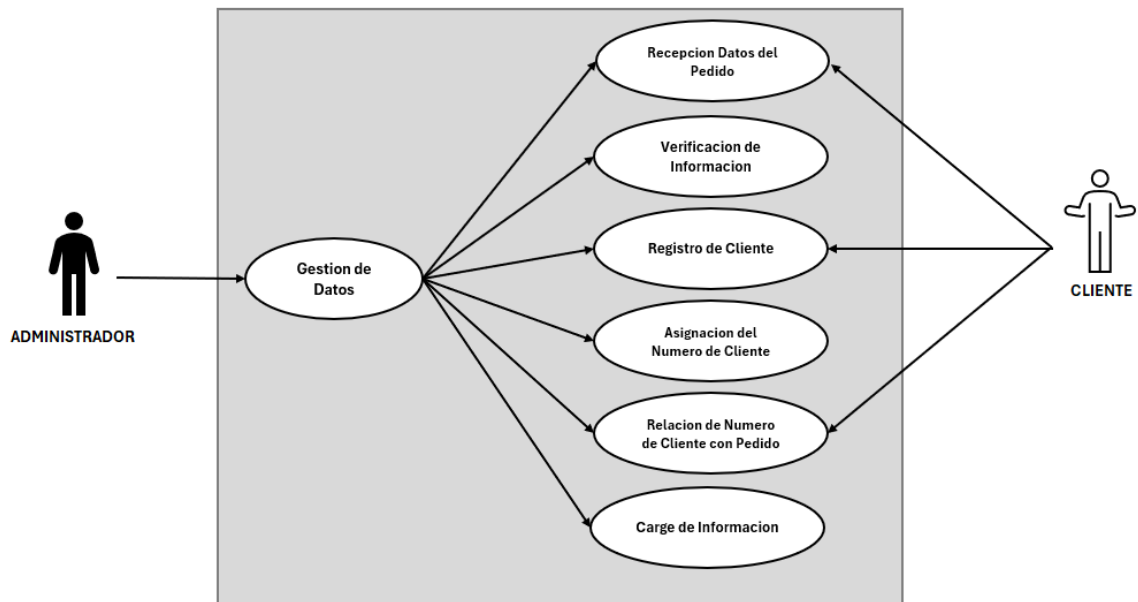 Recepcion Datos del
Pedido
Verificacion de
Informacion
Registro de Cliente
Gestion de
Datos
Asignacion del
Numero de Cliente
Relacion de Numero
de Cliente con Pedido
Carge de Informacion
ADMINISTRADOR
CLIENTE